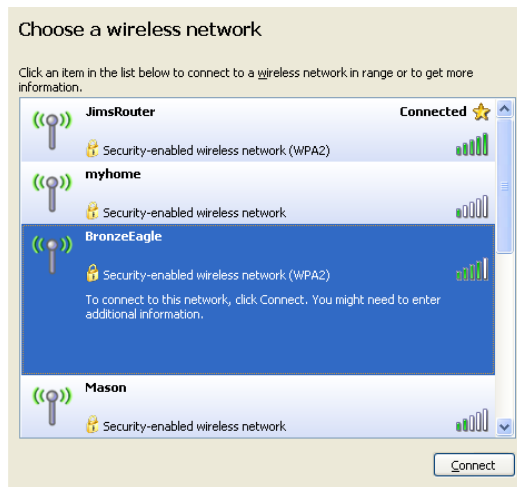 Choose a wireless network
Click an item in the list below to connect to a wireless network in range or to get more
information.
JimsRouter Connected
Security-enabled wireless network (WPA2)
myhome
Security-enabled wireless network
BronzeEagle
Security-enabled wireless network (WPA2)
To connect to this network, click Connect. You might need to enter
additional information.
Mason
Security-enabled wireless network
Connect